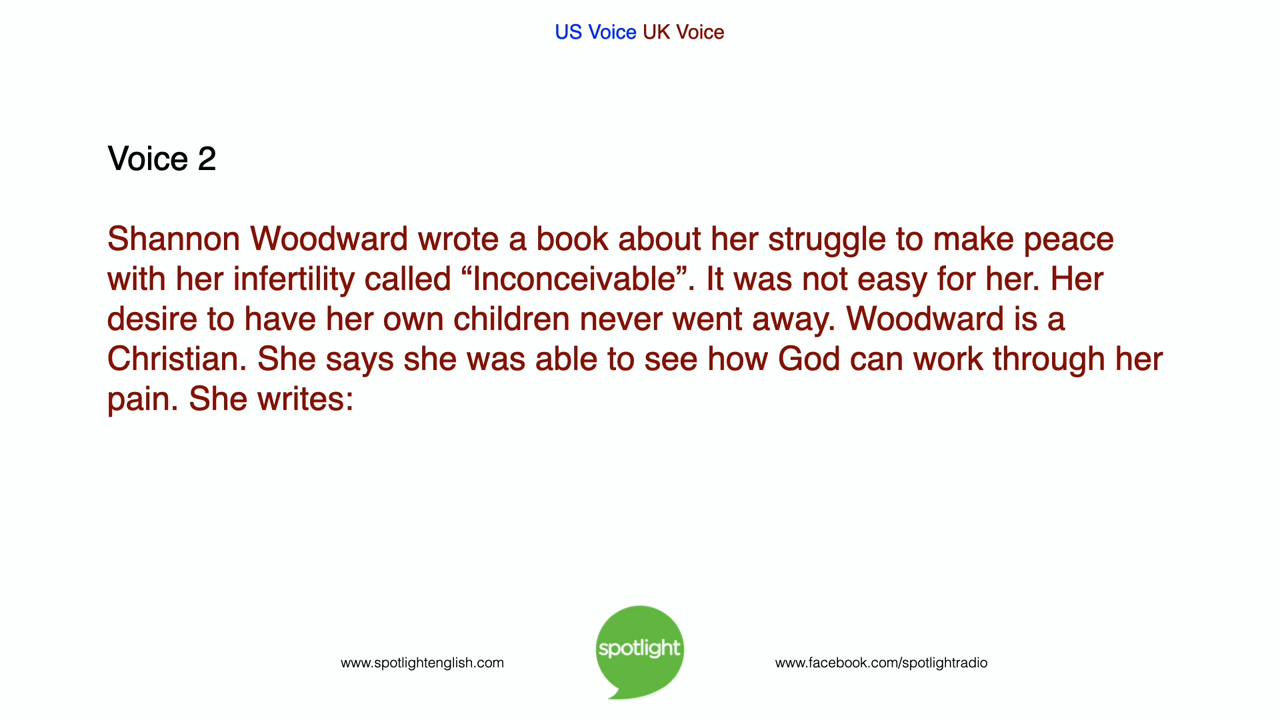 US Voice UK Voice
Voice 2
Shannon Woodward wrote a book about her struggle to make peace
with her infertility called “Inconceivable”. It was not easy for her. Her
desire to have her own children never went away. Woodward is a
Christian. She says she was able to see how God can work through her
pain. She writes:
www.spotlightenglish.com
spotlight
www.facebook.com/spotlightradio